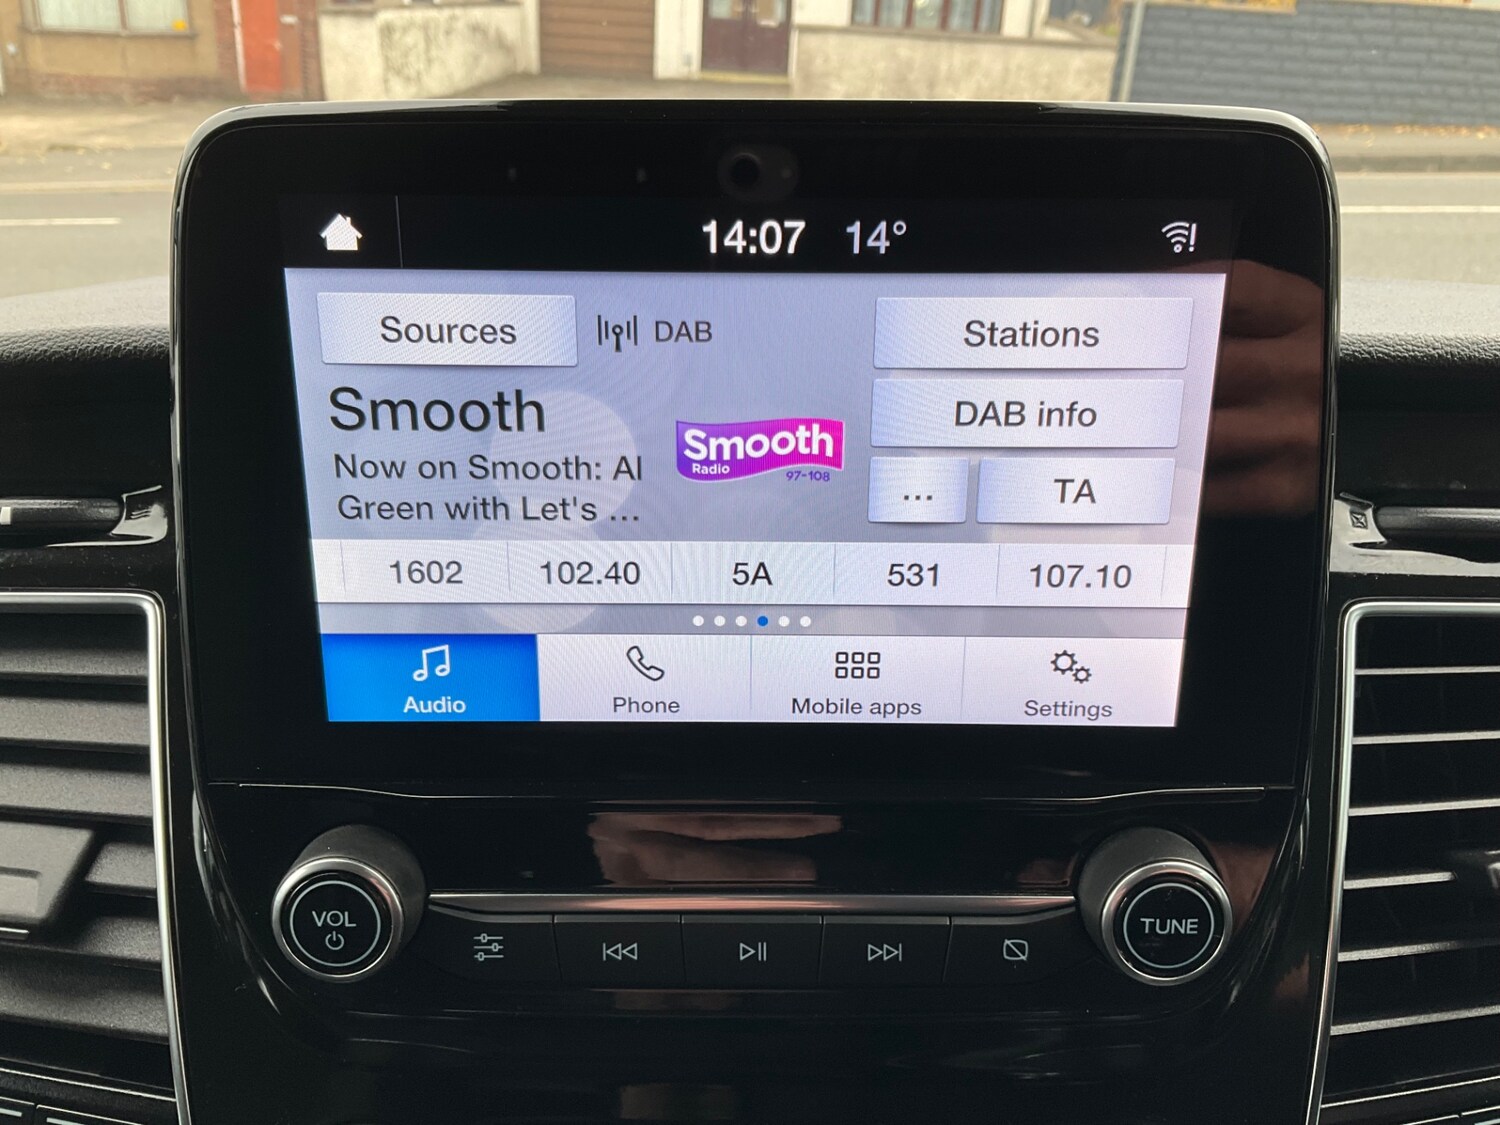 14:07 14°
Sources DAB Stations
Smooth
DAB info
Now on Smooth: Al
Green with Let's ...
Smooth
Radio
97-108
... TA
1602 102.40 5A 531 107.10
Audio Phone Mobile apps Settings
VOL
TUNE